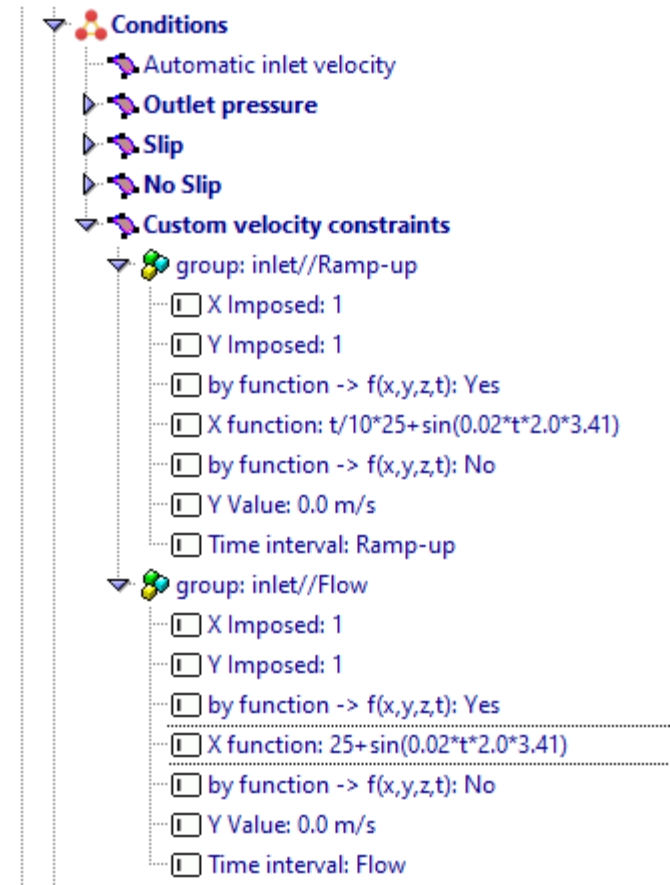 Conditions
Automatic inlet velocity
Outlet pressure
Slip
No Slip
Custom velocity constraints
group: inlet//Ramp-up
X Imposed: 1
Y Imposed: 1
by function -> f(x,y,z,t): Yes
X function: t/10*25+sin(0.02*t*2.0*3.41)
by function -> f(x,y,z,t): No
Y Value: 0.0 m/s
Time interval: Ramp-up
group: inlet//Flow
X Imposed: 1
Y Imposed: 1
by function -> f(x,y,z,t): Yes
X function: 25+sin(0.02*t*2.0*3.41)
by function -> f(x,y,z,t): No
Y Value: 0.0 m/s
Time interval: Flow